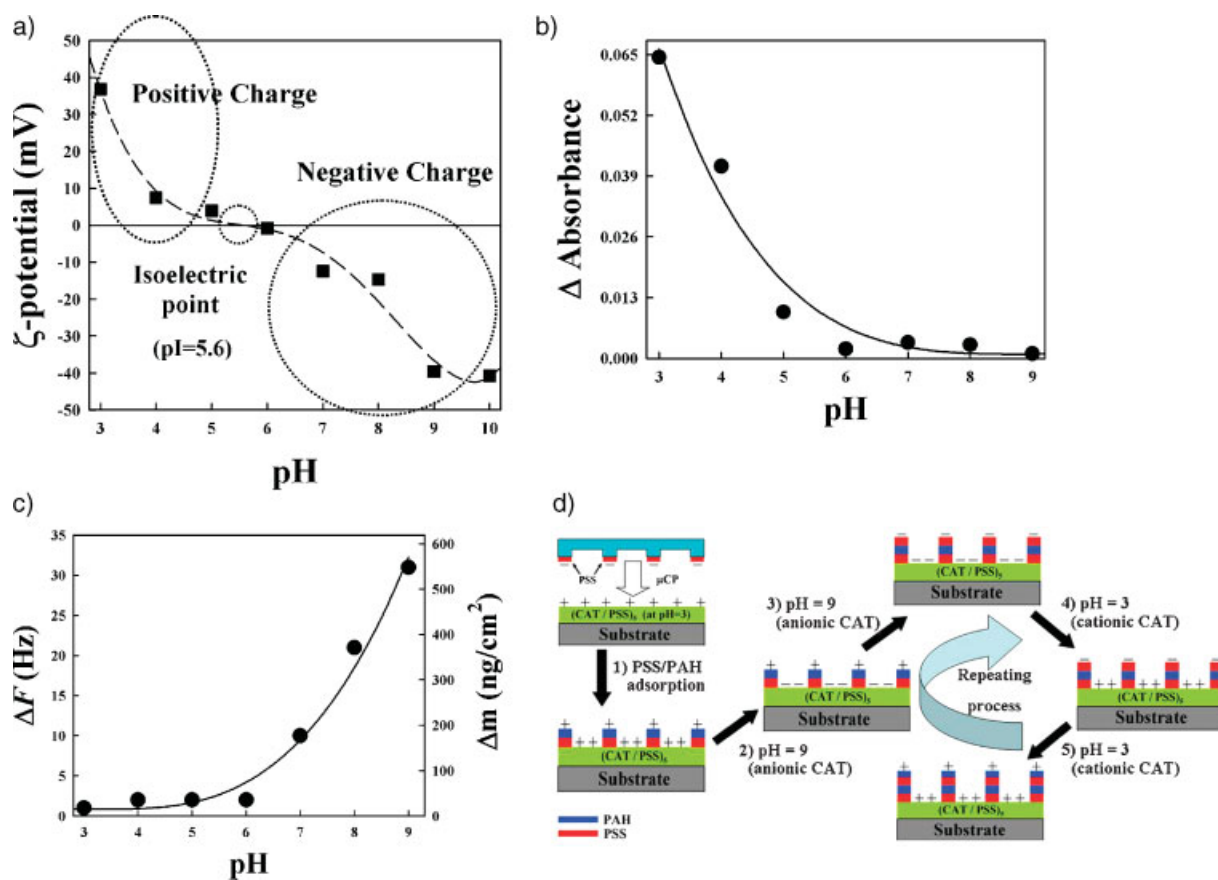 a)
50
40
30
20
10
0
-10
-20
-30
-40
-50
ζ-potential (mV)
Positive Charge
Negative Charge
Isoelectric
point
(pI=5.6)
3 4 5 6 7 8 9 10
pH
b)
0.065
0.052
0.039
0.026
0.013
0.000
Δ Absorbance
3 4 5 6 7 8 9
pH
c)
35
30
25
20
15
10
5
0
ΔF (Hz)
600
500
400
300
200
100
0
Δm (ng/cm²)
3 4 5 6 7 8 9
pH
d)
PSS
μCP
+ + + + + + +
(CAT / PSS)₅ (at pH=3)
Substrate
1) PSS/PAH
adsorption
(CAT / PSS)₅
Substrate
2) pH = 9
(anionic CAT)
(CAT / PSS)₅
Substrate
3) pH = 9
(anionic CAT)
(CAT / PSS)₅
Substrate
4) pH = 3
(cationic CAT)
(CAT / PSS)₅
Substrate
5) pH = 3
(cationic CAT)
(CAT / PSS)₅
Substrate
Repeating
process
PAH
PSS